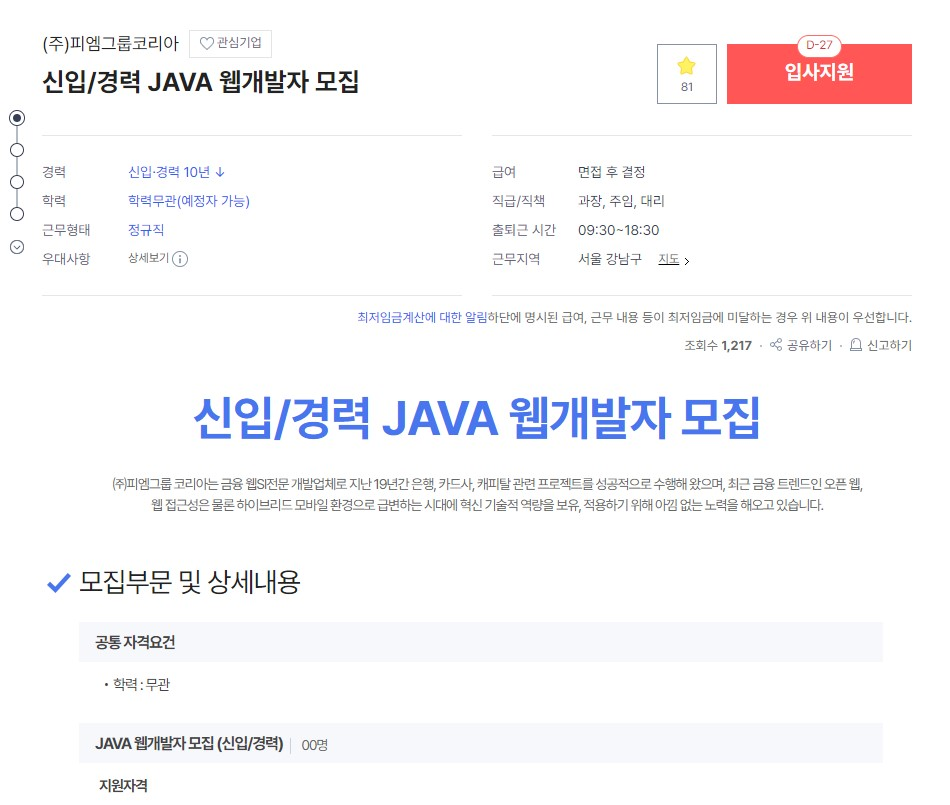 (주)피엠그룹코리아 관심기업
신입/경력 JAVA 웹개발자 모집
81
D-27
입사지원
경력 신입·경력 10년 ↓
학력 학력무관(예정자 가능)
근무형태 정규직
우대사항 상세보기
급여 면접 후 결정
직급/직책 과장, 주임, 대리
출퇴근 시간 09:30~18:30
근무지역 서울 강남구 지도
최저임금계산에 대한 알림하단에 명시된 급여, 근무 내용 등이 최저임금에 미달하는 경우 위 내용이 우선합니다.
조회수 1,217 · 공유하기 · 신고하기
신입/경력 JAVA 웹개발자 모집
㈜피엠그룹 코리아는 금융 웹SI전문 개발업체로 지난 19년간 은행, 카드사, 캐피탈 관련 프로젝트를 성공적으로 수행해 왔으며, 최근 금융 트렌드인 오픈 웹,
웹 접근성은 물론 하이브리드 모바일 환경으로 급변하는 시대에 혁신 기술적 역량을 보유, 적용하기 위해 아낌 없는 노력을 해오고 있습니다.
모집부문 및 상세내용
공통 자격요건
· 학력 : 무관
JAVA 웹개발자 모집 (신입/경력) 00명
지원자격